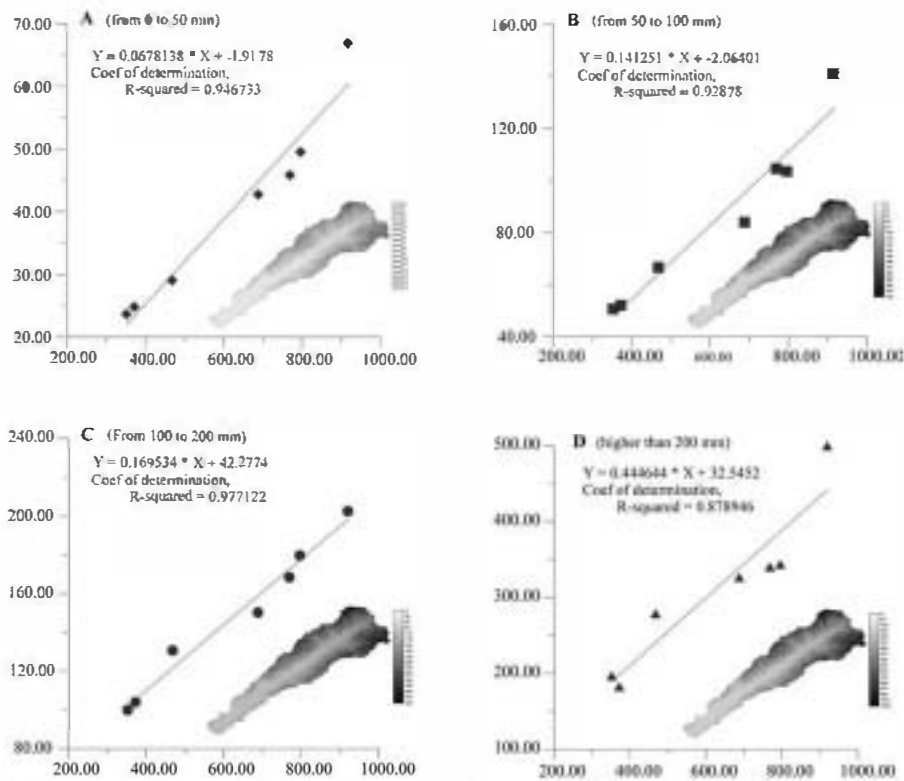 A (from 0 to 50 mm)
Y = 0.0678138 * X + -1.9178
Coef of determination,
R-squared = 0.946733
70.00
60.00
50.00
40.00
30.00
20.00
200.00 400.00 600.00 800.00 1000.00
B (from 50 to 100 mm)
Y = 0.141251 * X + -2.06401
Coef of determination,
R-squared = 0.92878
160.00
120.00
80.00
40.00
200.00 400.00 600.00 800.00 1000.00
C (From 100 to 200 mm)
Y = 0.169534 * X + 42.2774
Coef of determination,
R-squared = 0.977122
240.00
200.00
160.00
120.00
80.00
200.00 400.00 600.00 800.00 1000.00
D (higher than 200 mm)
Y = 0.444644 * X + 32.5452
Coef of determination,
R-squared = 0.878946
500.00
400.00
300.00
200.00
100.00
200.00 400.00 600.00 800.00 1000.00